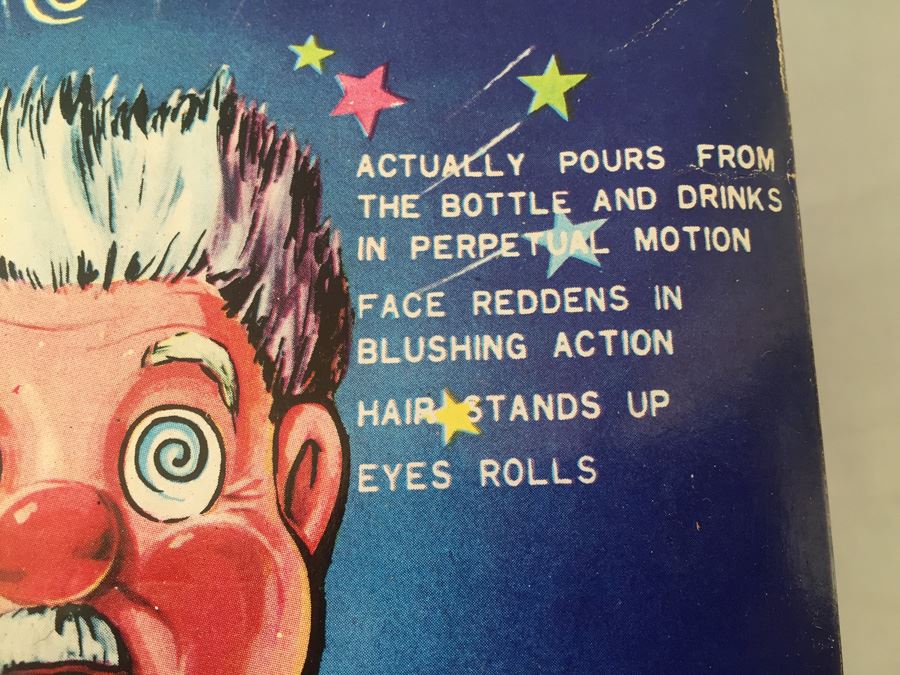 ACTUALLY POURS FROM
THE BOTTLE AND DRINKS
IN PERPETUAL MOTION
FACE REDDENS IN
BLUSHING ACTION
HAIR STANDS UP
EYES ROLLS